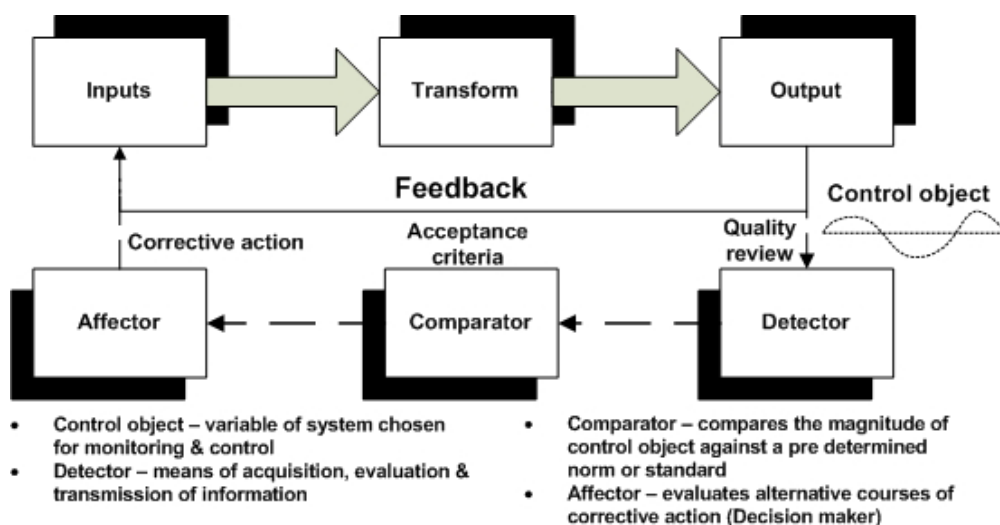 Inputs
Transform
Output
Feedback
Control object
Corrective action
Acceptance
criteria
Quality
review
Affector
Comparator
Detector
• Control object – variable of system chosen
for monitoring & control
• Detector – means of acquisition, evaluation &
transmission of information
• Comparator – compares the magnitude of
control object against a pre determined
norm or standard
• Affector – evaluates alternative courses of
corrective action (Decision maker)